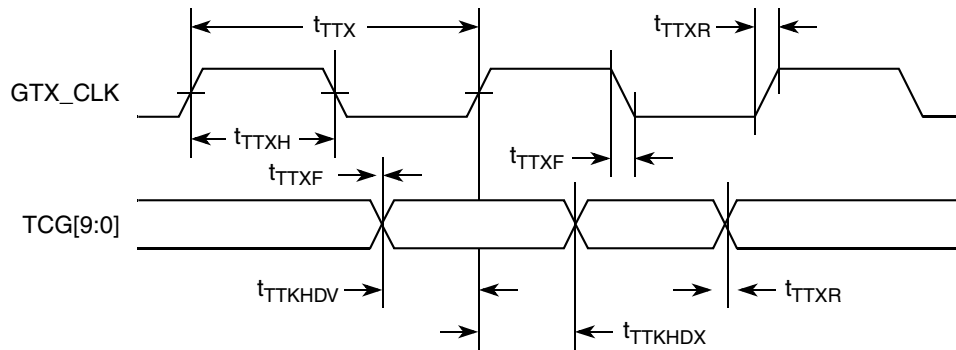 tTTX
tTTXR
GTX_CLK
tTTXH
tTTXF
tTTXF
TCG[9:0]
tTTKHDV
tTTXR
tTTKHDX